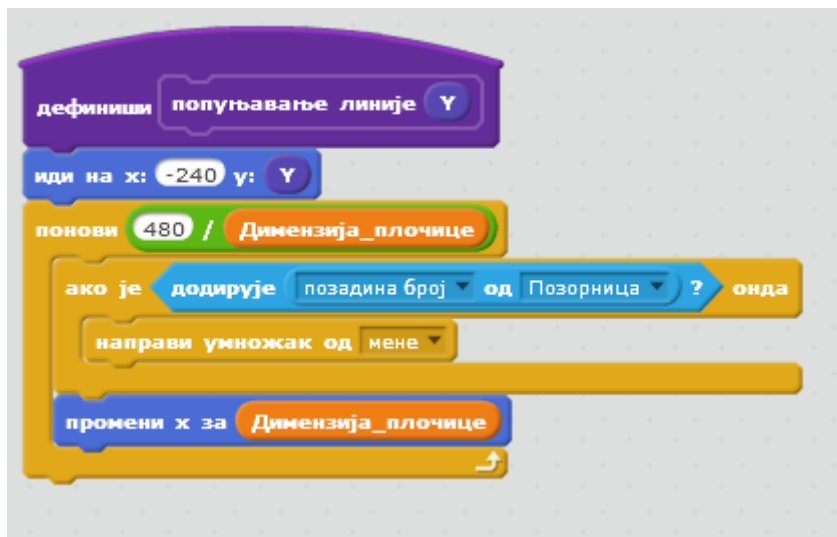 дефиниши попуњавање линије Y
иди на x: -240 y: Y
понови 480 / Димензија_плочице
ако је додирује позадина број од Позорница ? онда
направи умножак од мене
промени x за Димензија_плочице